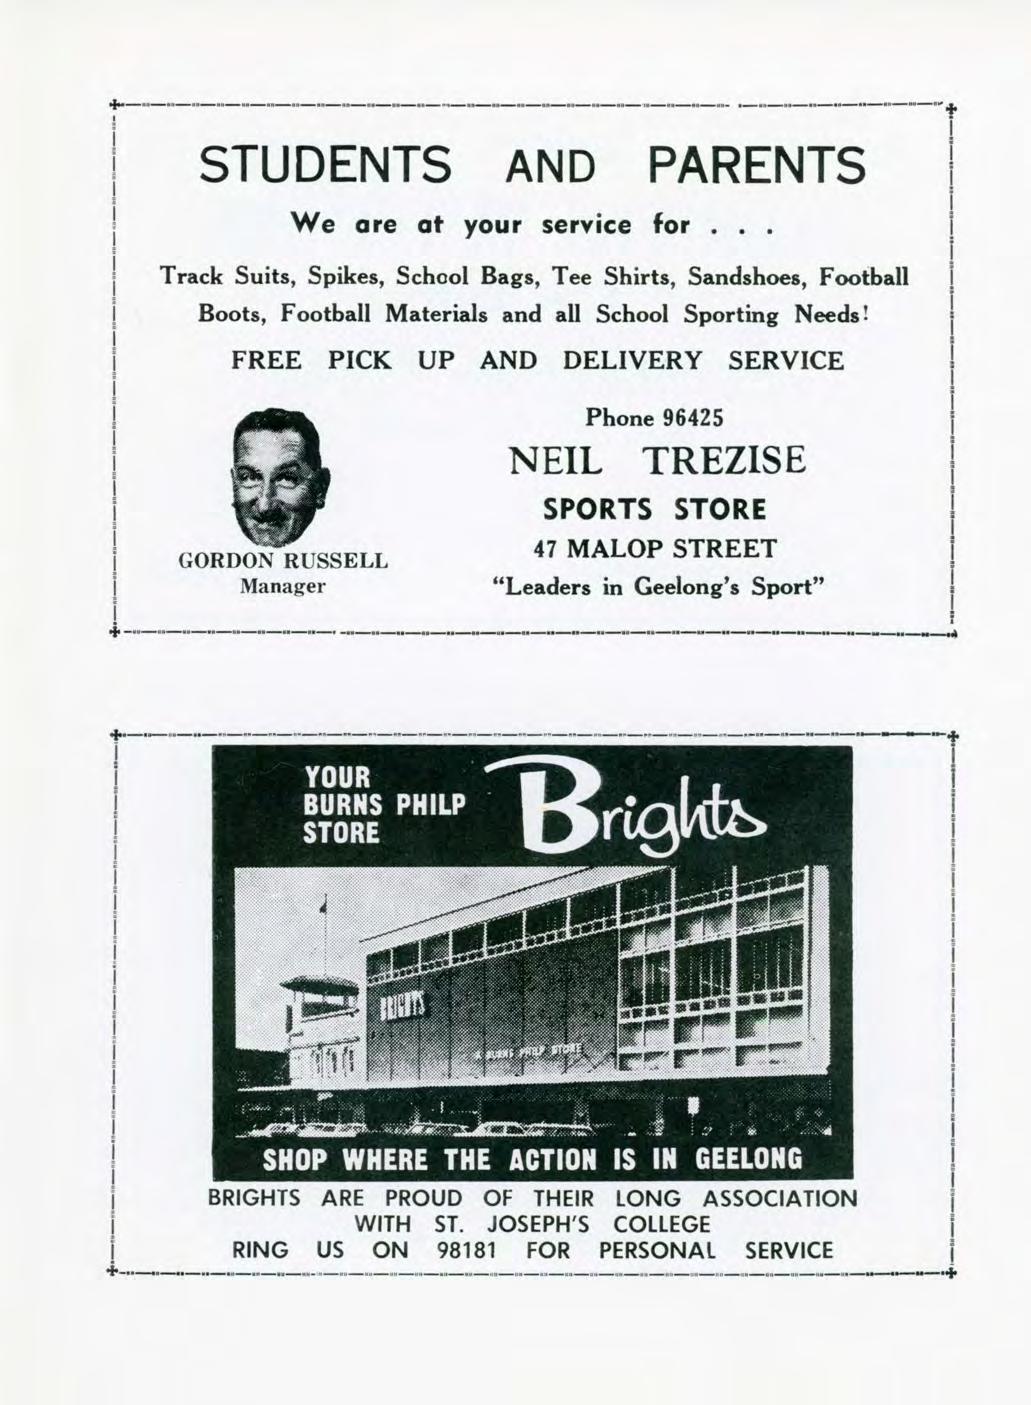 STUDENTS AND PARENTS
We are at your service for . . .
Track Suits, Spikes, School Bags, Tee Shirts, Sandshoes, Football
Boots, Football Materials and all School Sporting Needs!
FREE PICK UP AND DELIVERY SERVICE
Phone 96425
NEIL TREZISE
SPORTS STORE
47 MALOP STREET
"Leaders in Geelong's Sport"
GORDON RUSSELL
Manager
YOUR
BURNS PHILP
STORE
Brights
BRIGHTS
A BURNS PHILP STORE
SHOP WHERE THE ACTION IS IN GEELONG
BRIGHTS ARE PROUD OF THEIR LONG ASSOCIATION
WITH ST. JOSEPH'S COLLEGE
RING US ON 98181 FOR PERSONAL SERVICE